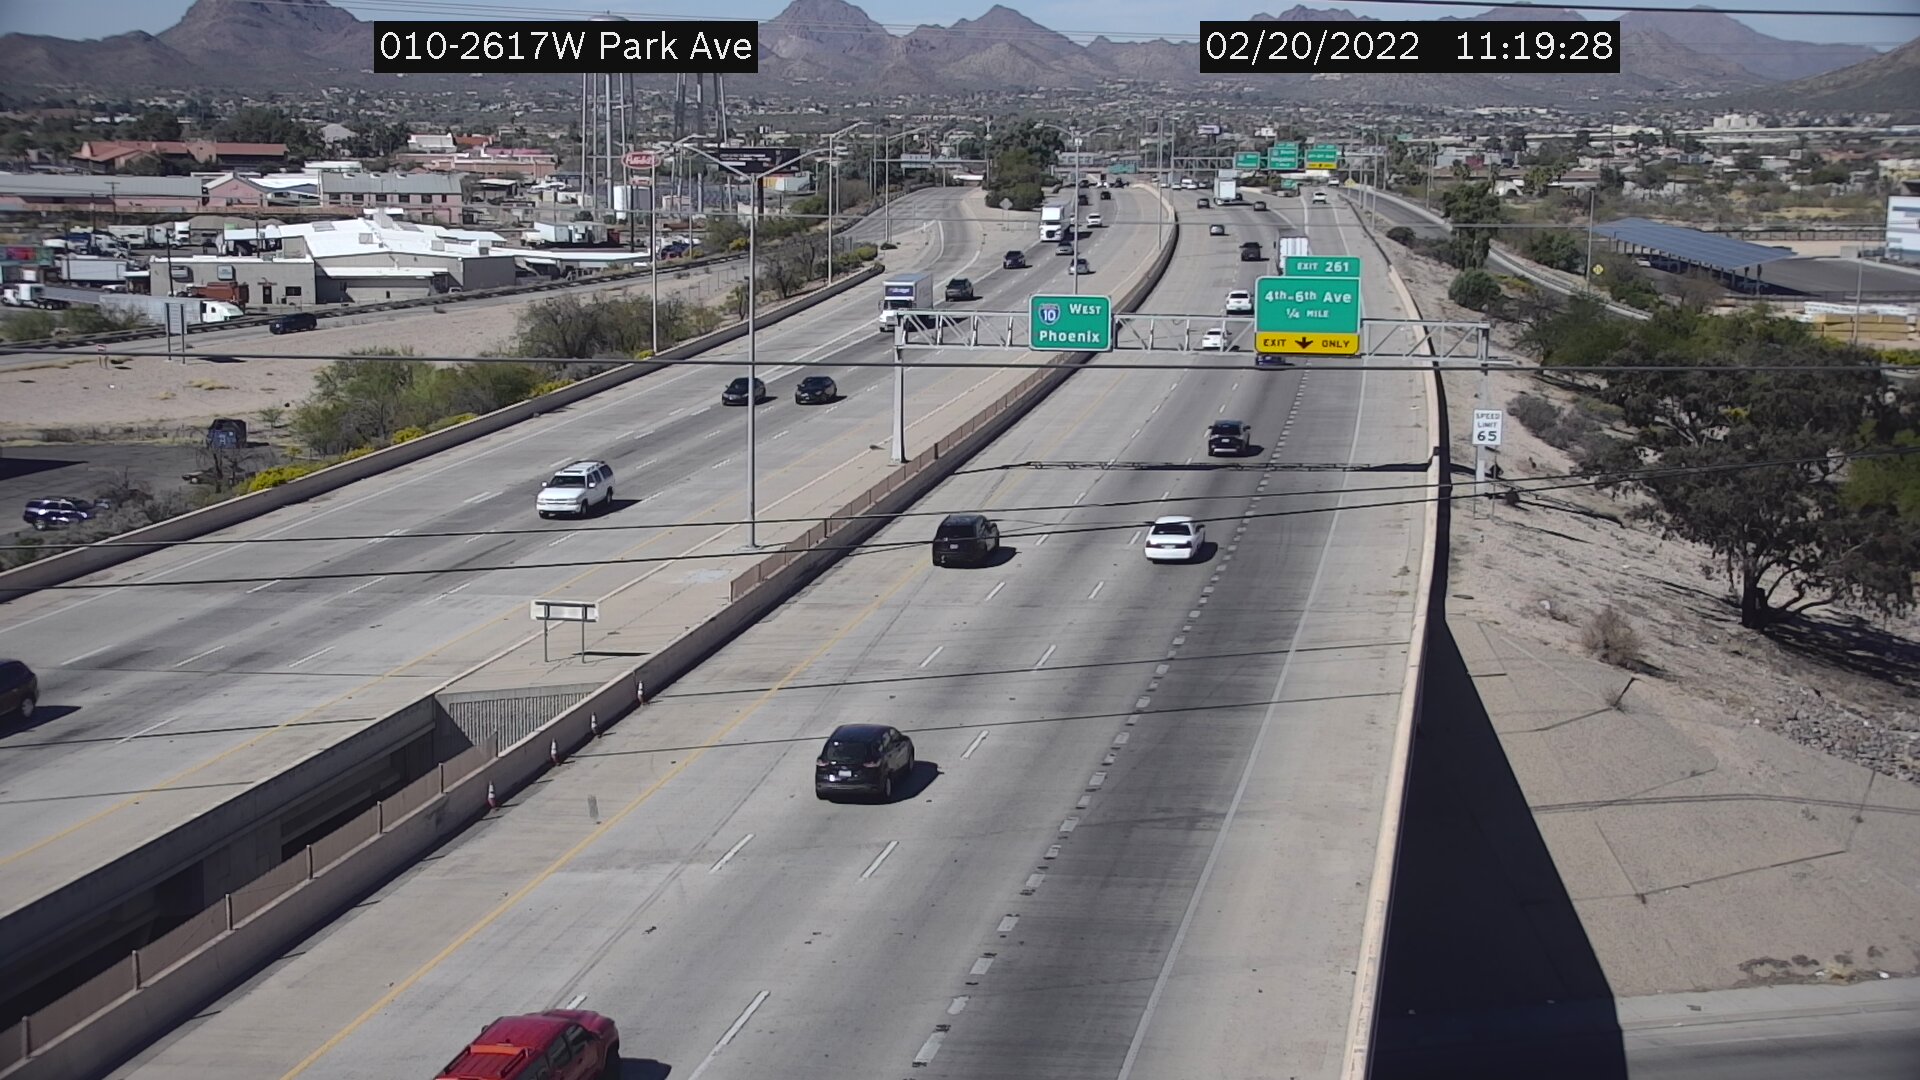 010-2617W Park Ave
02/20/2022 11:19:28
EXIT 261
10 WEST
Phoenix
4th-6th Ave
1/4 MILE
EXIT ONLY
SPEED
LIMIT
65